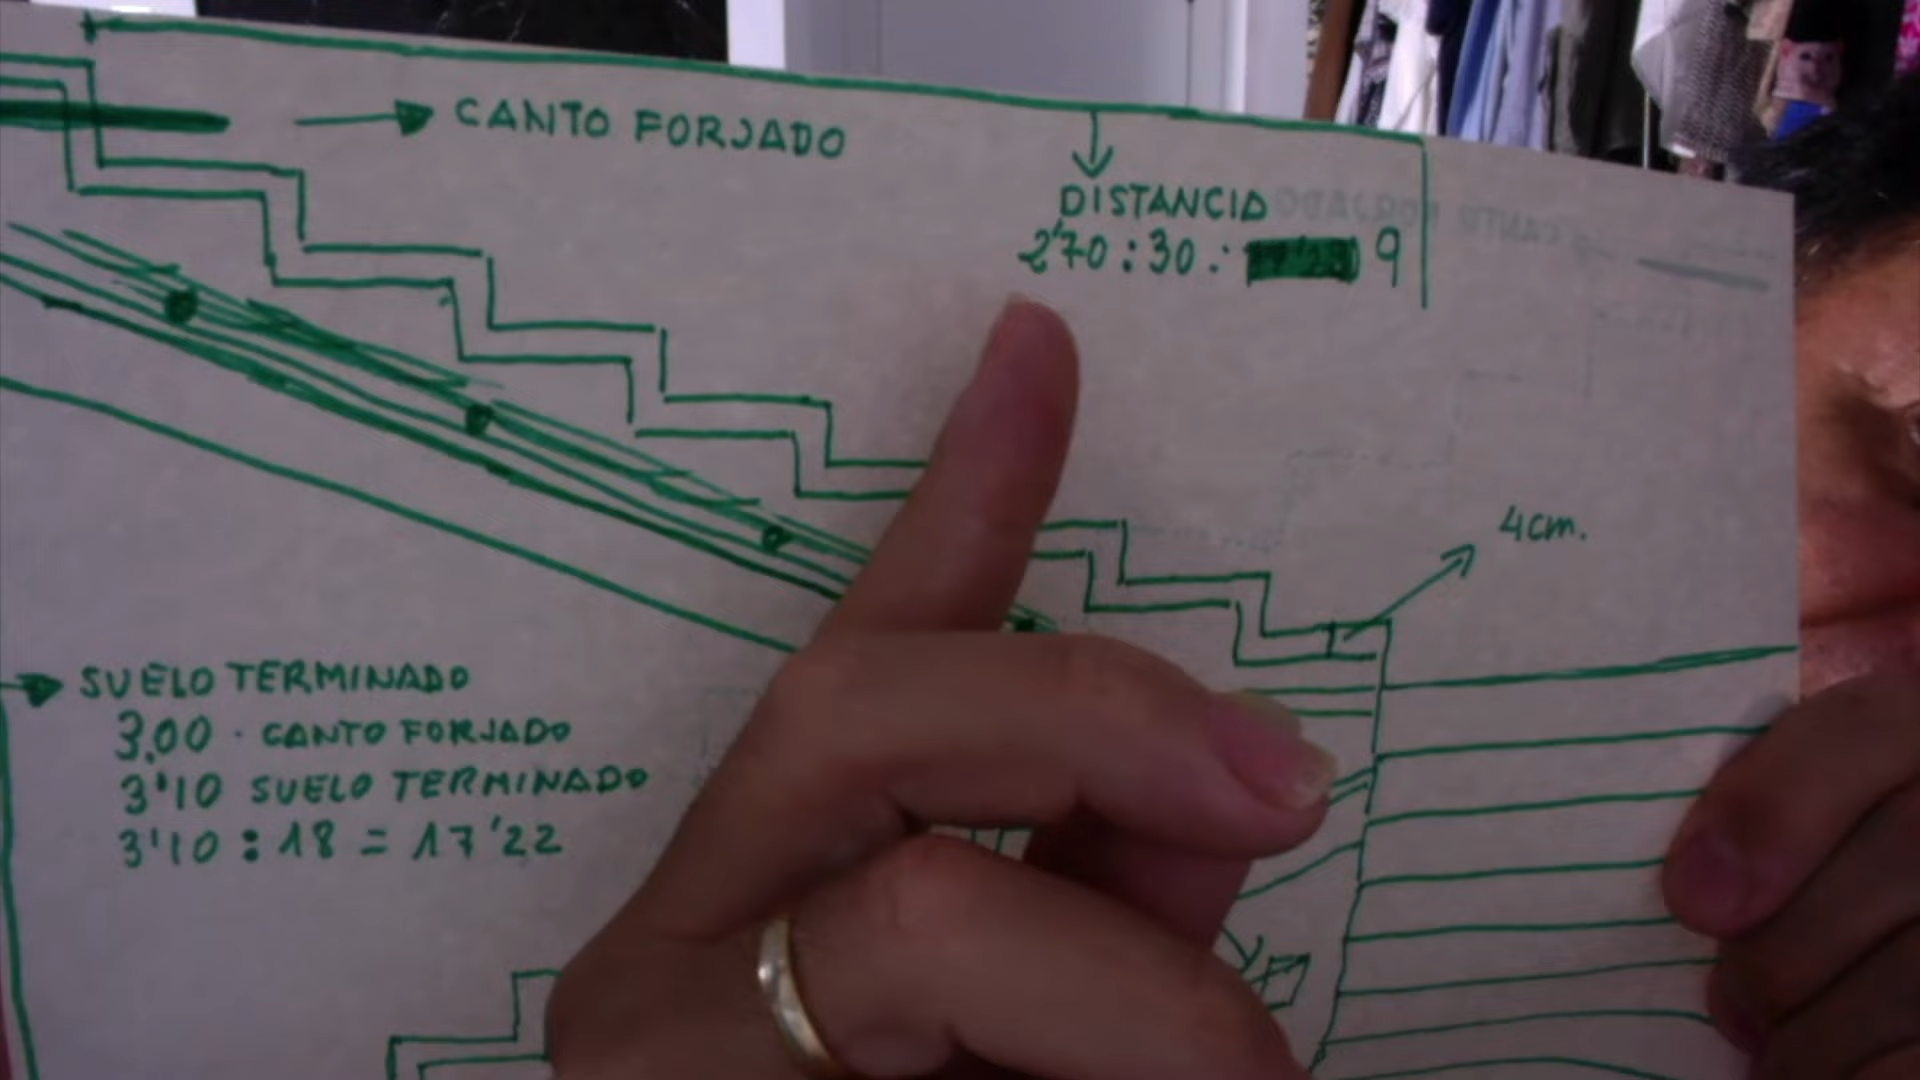 CANTO FORJADO
DISTANCIA
2'70 : 30 : 9
4cm.
SUELO TERMINADO
3,00 · CANTO FORJADO
3'10 SUELO TERMINADO
3'10 : 18 = 17'22